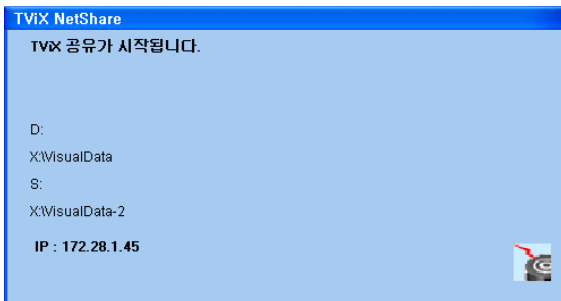 TViX NetShare
TViX 공유가 시작됩니다.
D:
X:\VisualData
S:
X:\VisualData-2
IP : 172.28.1.45